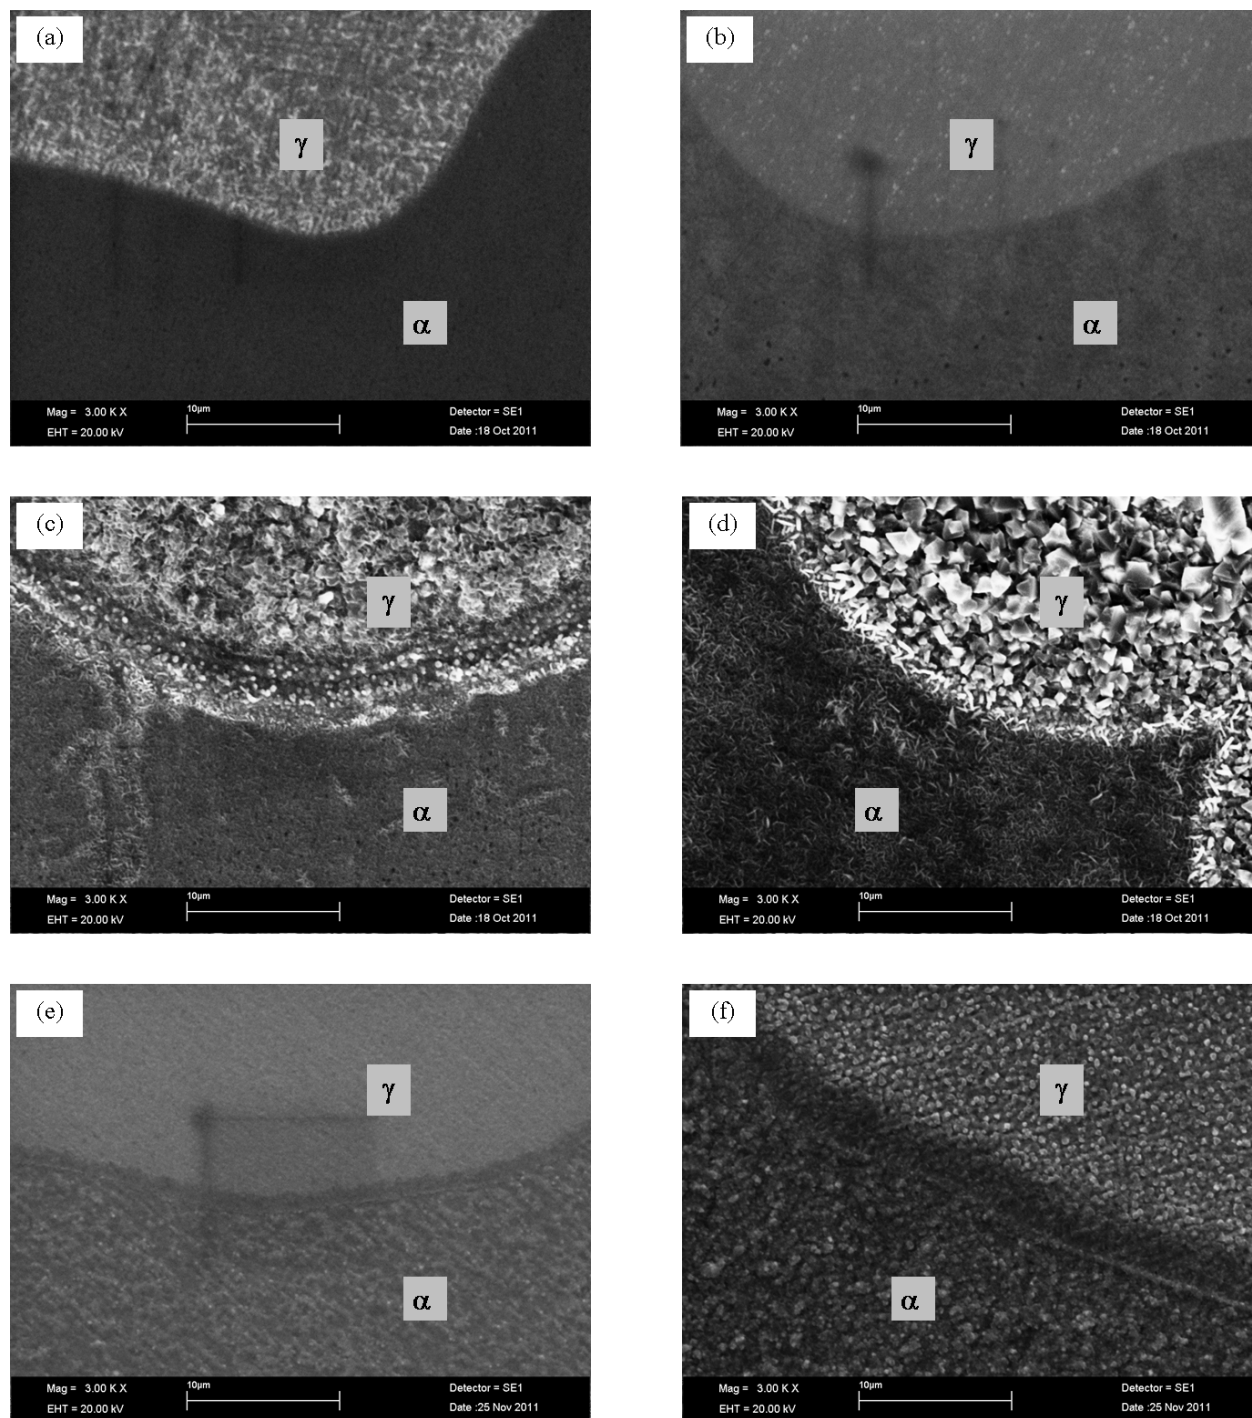 (a)
γ
α
Mag = 3.00 K X
10µm
Detector = SE1
EHT = 20.00 kV
Date :18 Oct 2011
(b)
γ
α
Mag = 3.00 K X
10µm
Detector = SE1
EHT = 20.00 kV
Date :18 Oct 2011
(c)
γ
α
Mag = 3.00 K X
10µm
Detector = SE1
EHT = 20.00 kV
Date :18 Oct 2011
(d)
γ
α
Mag = 3.00 K X
10µm
Detector = SE1
EHT = 20.00 kV
Date :18 Oct 2011
(e)
γ
α
Mag = 3.00 K X
10µm
Detector = SE1
EHT = 20.00 kV
Date :25 Nov 2011
(f)
γ
α
Mag = 3.00 K X
10µm
Detector = SE1
EHT = 20.00 kV
Date :25 Nov 2011